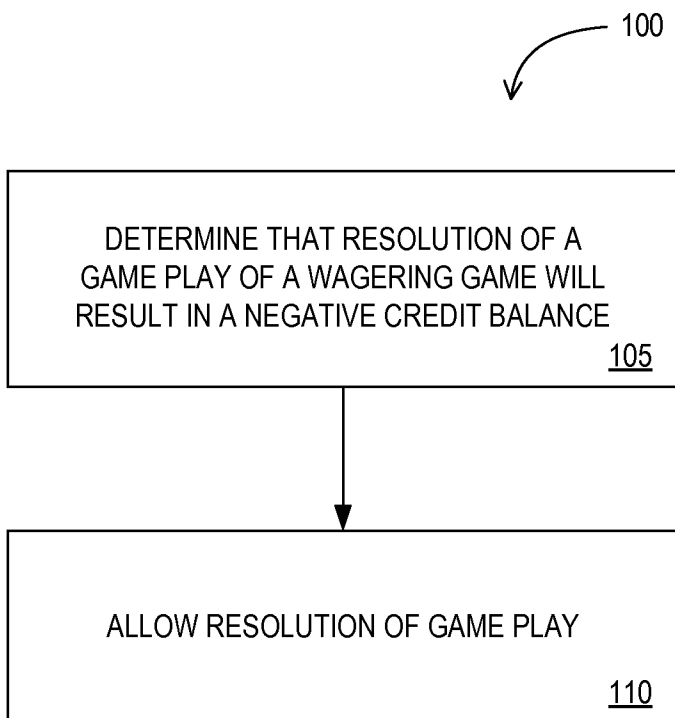 100
DETERMINE THAT RESOLUTION OF A
GAME PLAY OF A WAGERING GAME WILL
RESULT IN A NEGATIVE CREDIT BALANCE
105
ALLOW RESOLUTION OF GAME PLAY
110